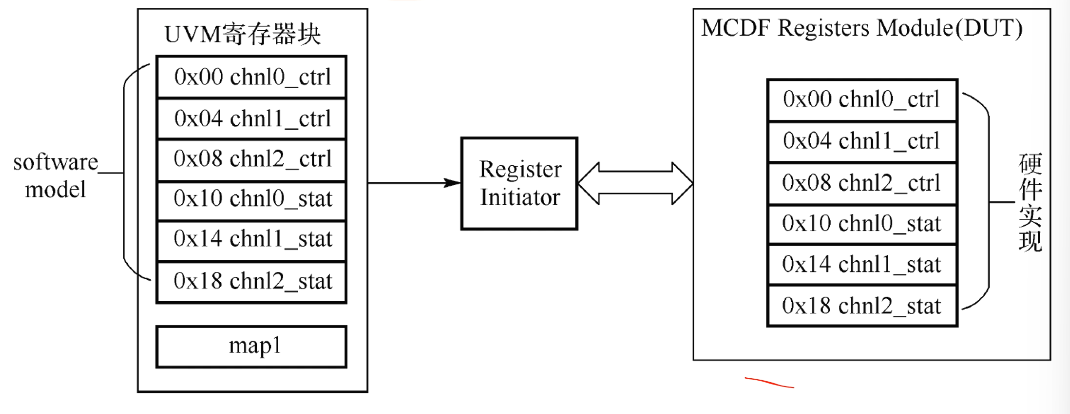 UVM寄存器块
0x00 chnl0_ctrl
0x04 chnl1_ctrl
0x08 chnl2_ctrl
0x10 chnl0_stat
0x14 chnl1_stat
0x18 chnl2_stat
map1
software
model
Register
Initiator
MCDF Registers Module(DUT)
0x00 chnl0_ctrl
0x04 chnl1_ctrl
0x08 chnl2_ctrl
0x10 chnl0_stat
0x14 chnl1_stat
0x18 chnl2_stat
硬件实现